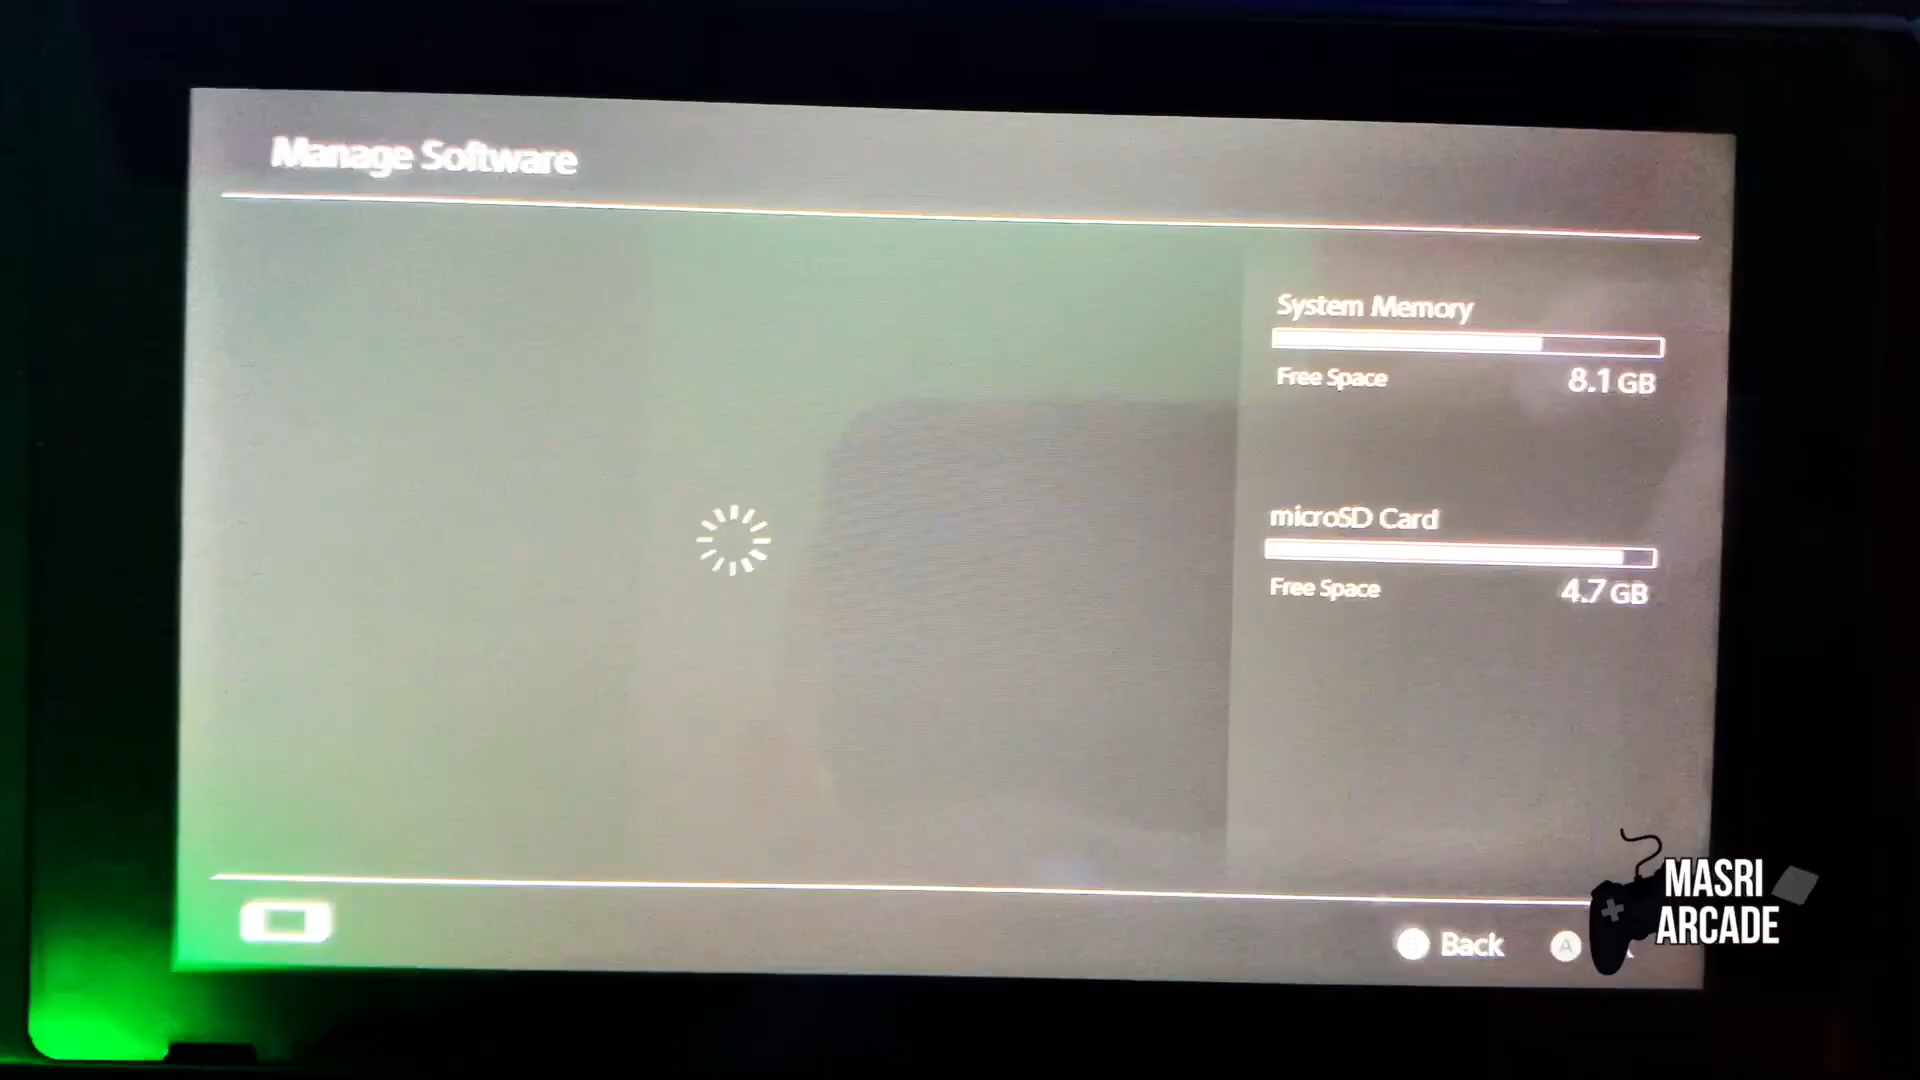 Manage Software
System Memory
Free Space 8.1 GB
microSD Card
Free Space 4.7 GB
Back A
MASRI
ARCADE